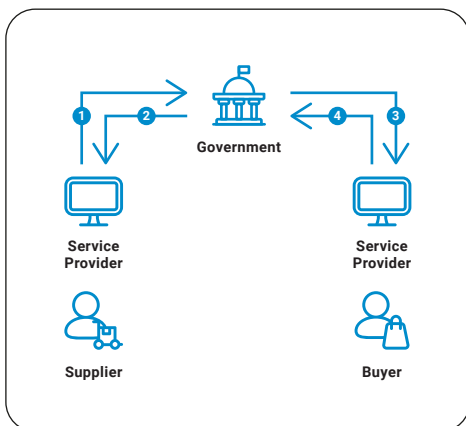 1
2
4
3
Government
Service
Provider
Service
Provider
Supplier
Buyer